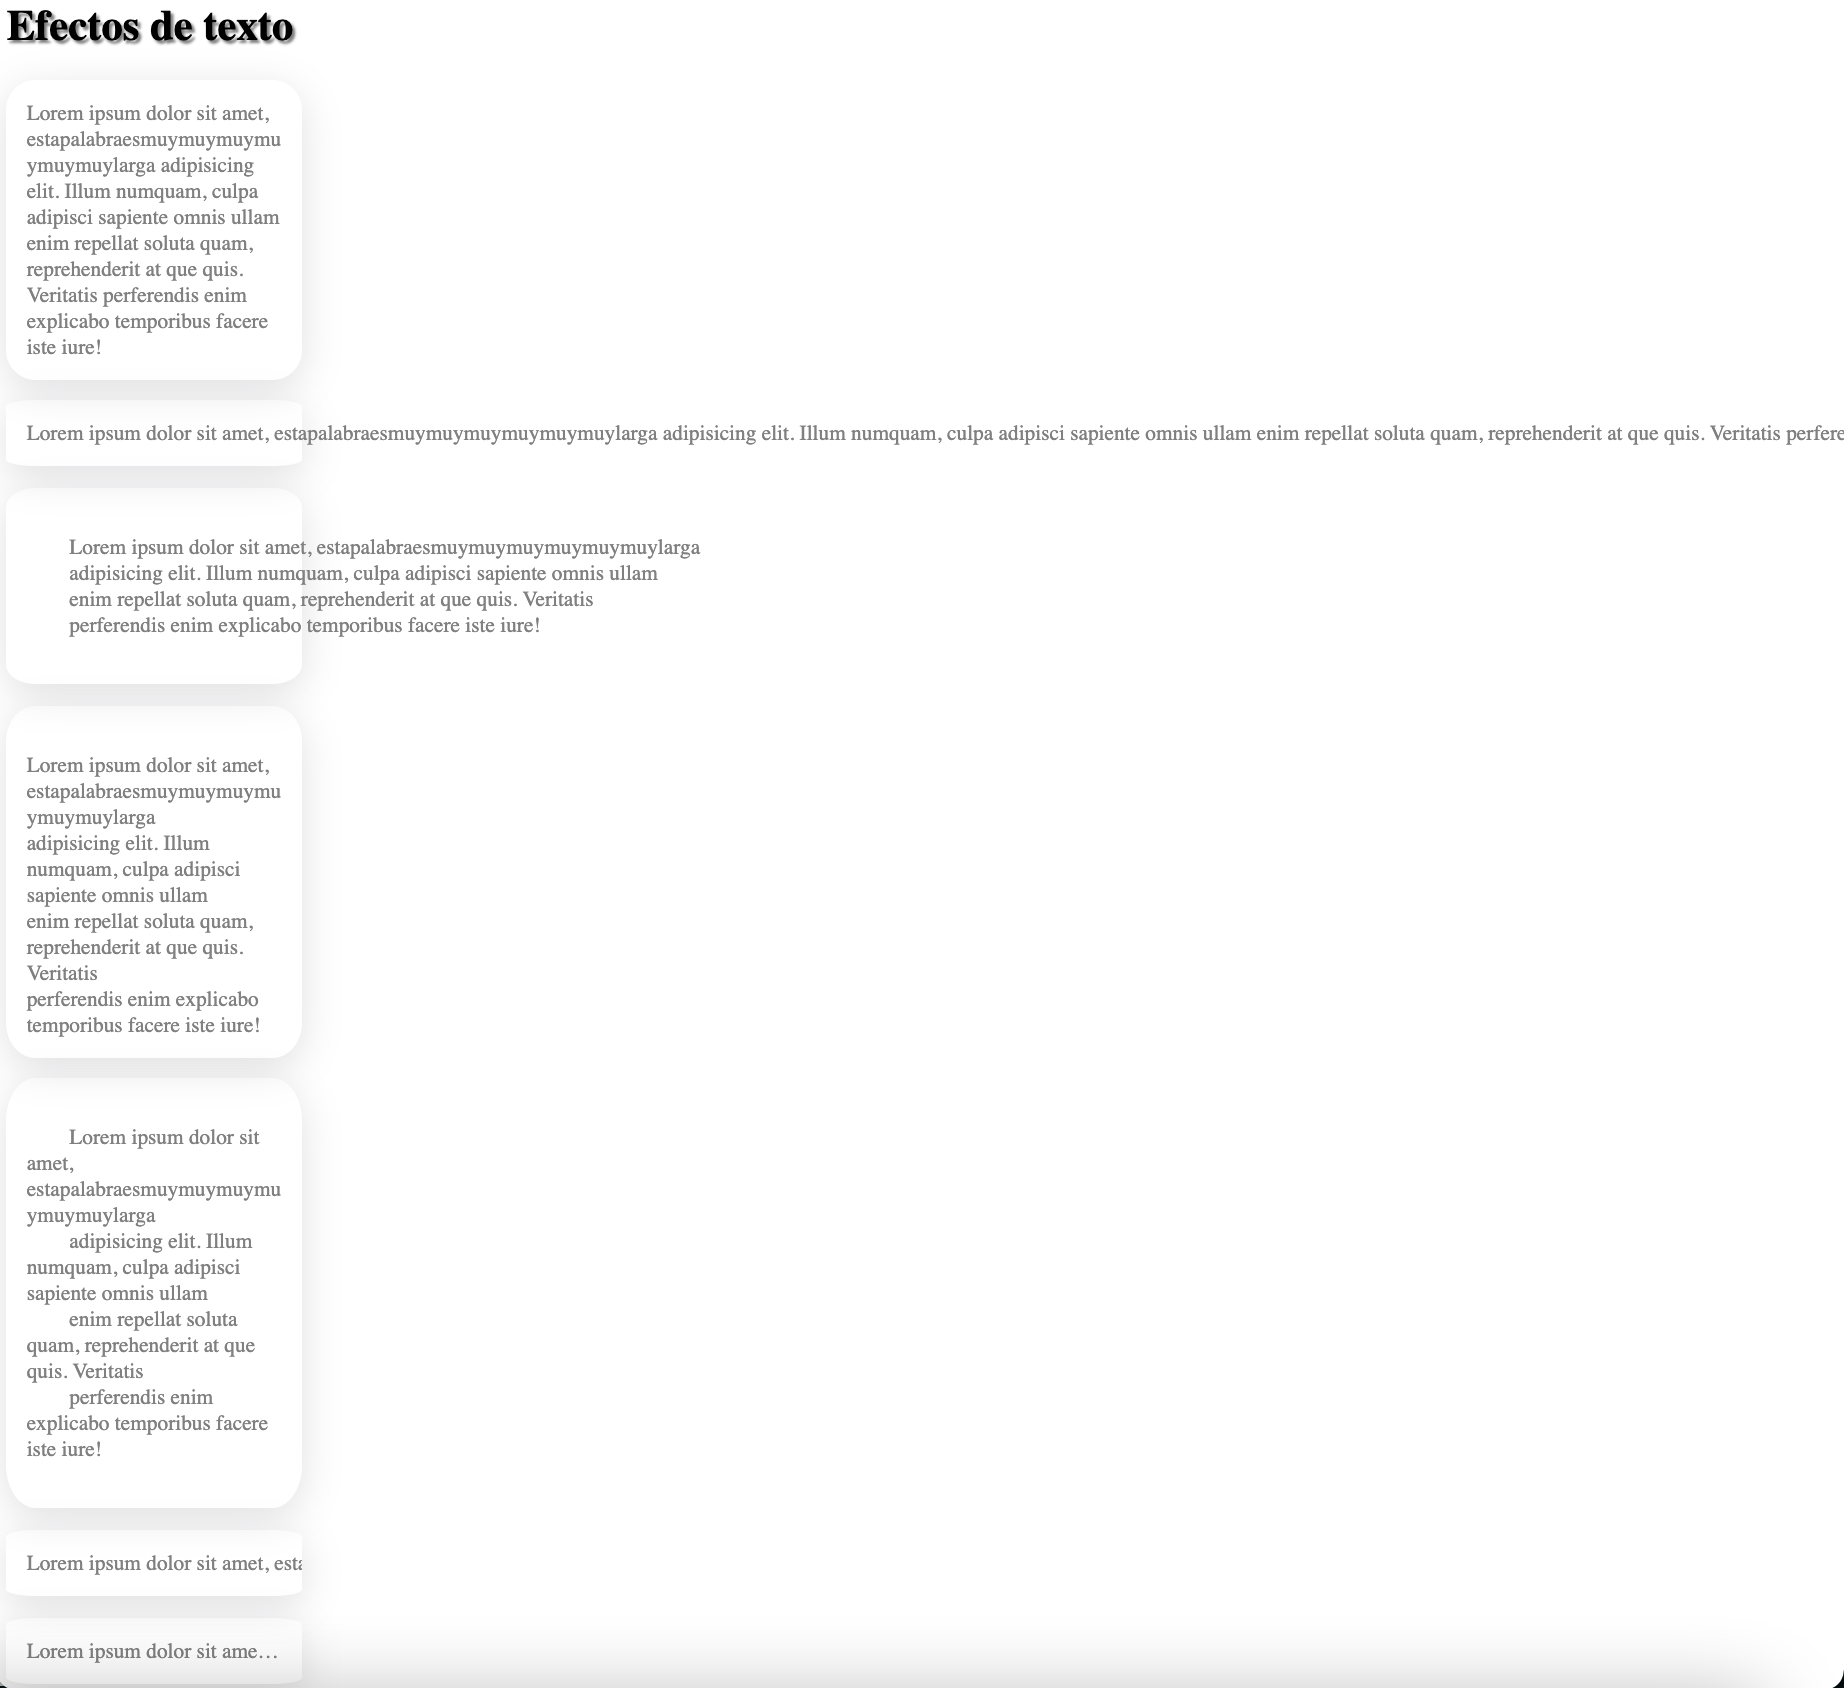 Efectos de texto
Lorem ipsum dolor sit amet,
estapalabraesmuymuymuymu
ymuymuylarga adipisicing
elit. Illum numquam, culpa
adipisci sapiente omnis ullam
enim repellat soluta quam,
reprehenderit at que quis.
Veritatis perferendis enim
explicabo temporibus facere
iste iure!
Lorem ipsum dolor sit amet, estapalabraesmuymuymuymuymuymuylarga adipisicing elit. Illum numquam, culpa adipisci sapiente omnis ullam enim repellat soluta quam, reprehenderit at que quis. Veritatis perfere
Lorem ipsum dolor sit amet, estapalabraesmuymuymuymuymuymuylarga
adipisicing elit. Illum numquam, culpa adipisci sapiente omnis ullam
enim repellat soluta quam, reprehenderit at que quis. Veritatis
perferendis enim explicabo temporibus facere iste iure!
Lorem ipsum dolor sit amet,
estapalabraesmuymuymuymu
ymuymuylarga
adipisicing elit. Illum
numquam, culpa adipisci
sapiente omnis ullam
enim repellat soluta quam,
reprehenderit at que quis.
Veritatis
perferendis enim explicabo
temporibus facere iste iure!
Lorem ipsum dolor sit
amet,
estapalabraesmuymuymuymu
ymuymuylarga
adipisicing elit. Illum
numquam, culpa adipisci
sapiente omnis ullam
enim repellat soluta
quam, reprehenderit at que
quis. Veritatis
perferendis enim
explicabo temporibus facere
iste iure!
Lorem ipsum dolor sit amet, esta
Lorem ipsum dolor sit ame…